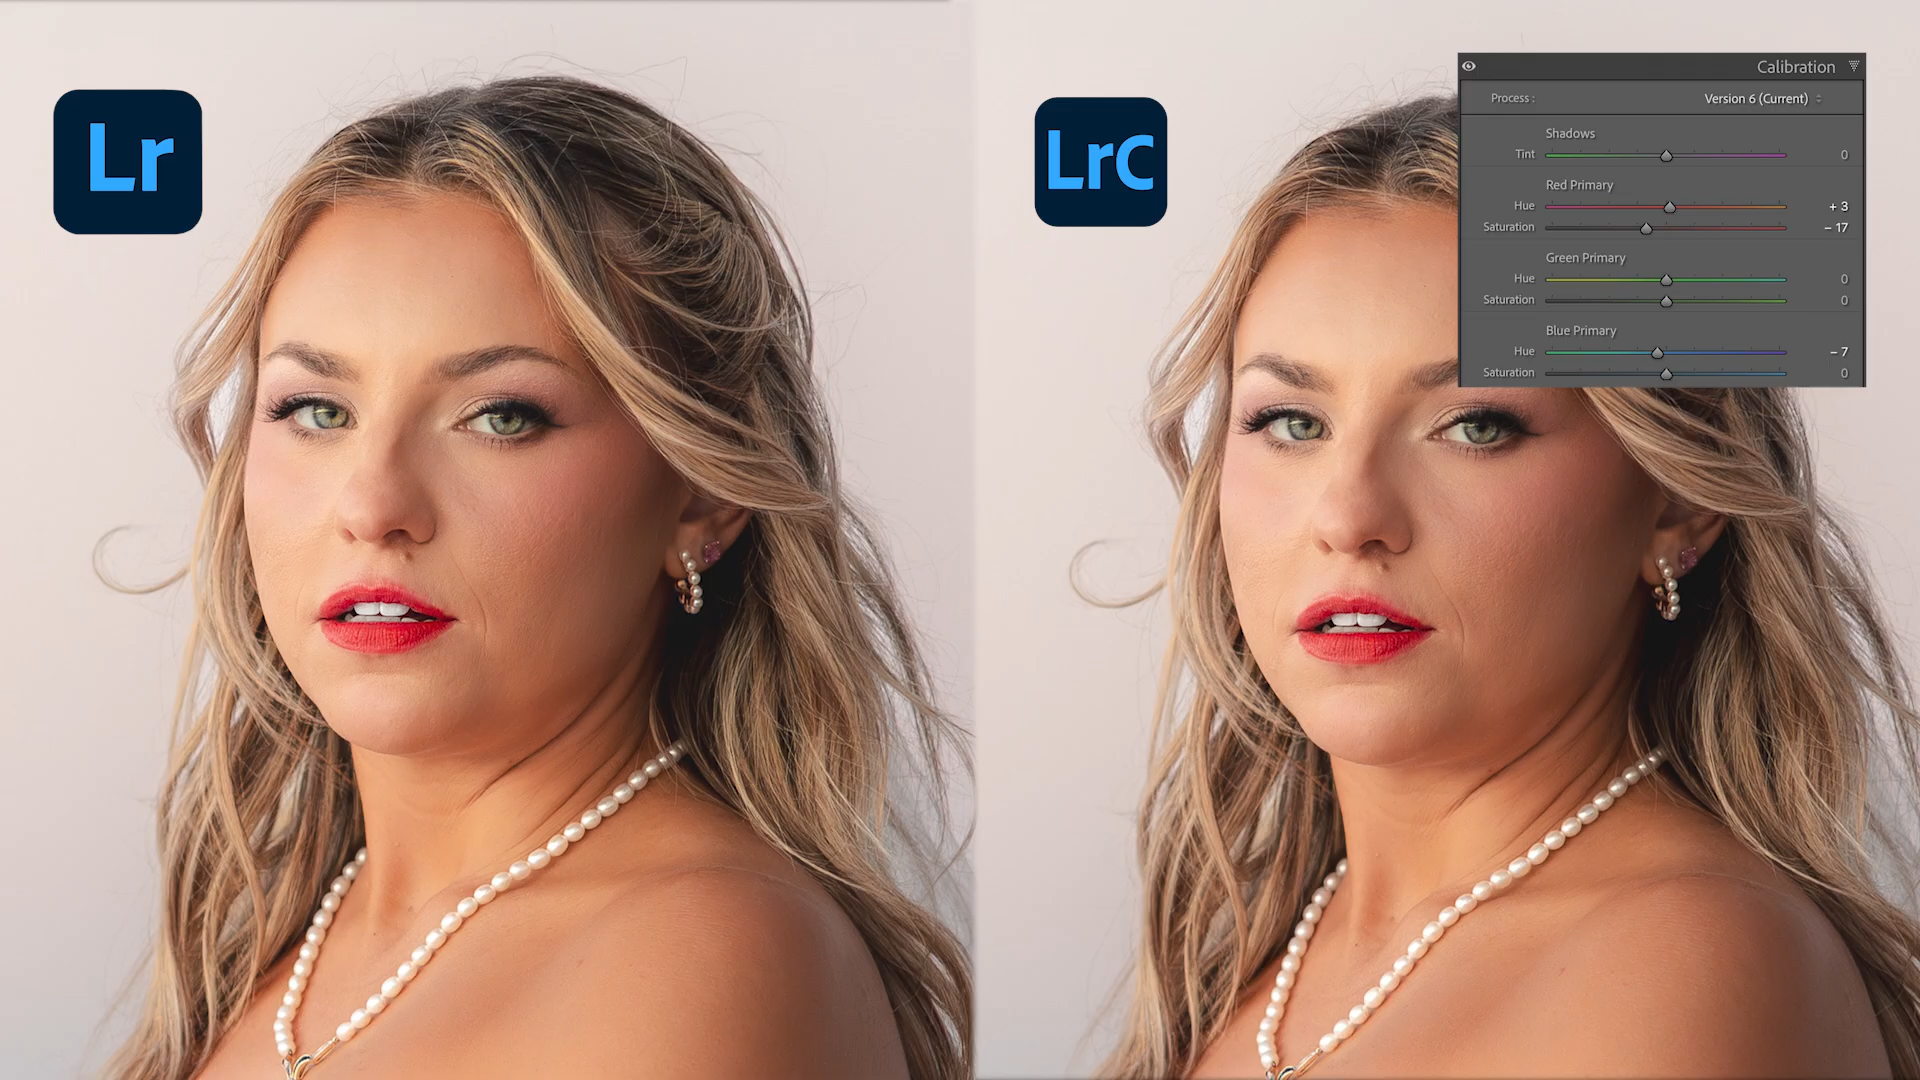 Lr
LrC
Calibration
Process : Version 6 (Current)
Shadows
Tint 0
Red Primary
Hue + 3
Saturation – 17
Green Primary
Hue 0
Saturation 0
Blue Primary
Hue – 7
Saturation 0